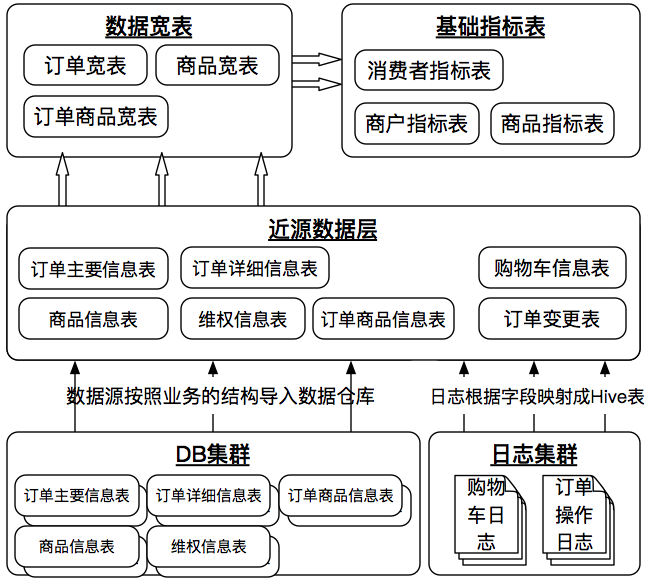 数据宽表
订单宽表
商品宽表
订单商品宽表
基础指标表
消费者指标表
商户指标表
商品指标表
近源数据层
订单主要信息表
订单详细信息表
购物车信息表
商品信息表
维权信息表
订单商品信息表
订单变更表
数据源按照业务的结构导入数据仓库
日志根据字段映射成Hive表
DB集群
订单主要信息表
订单详细信息表
订单商品信息表
商品信息表
维权信息表
日志集群
购物
车日
志
订单
操作
日志